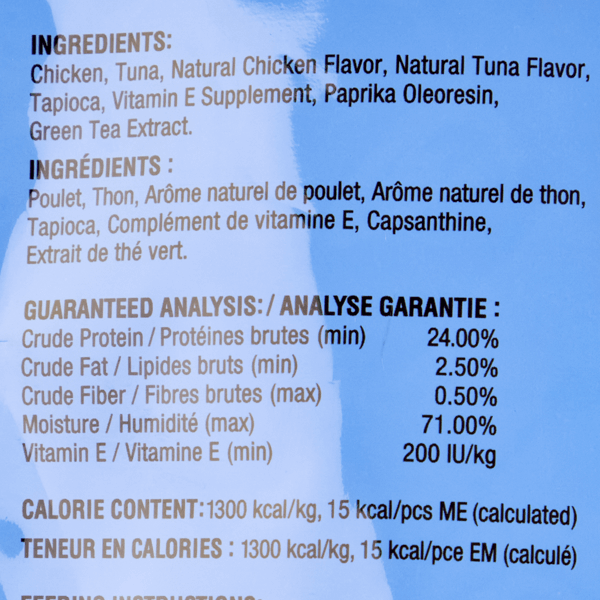 INGREDIENTS:
Chicken, Tuna, Natural Chicken Flavor, Natural Tuna Flavor,
Tapioca, Vitamin E Supplement, Paprika Oleoresin,
Green Tea Extract.
INGRÉDIENTS :
Poulet, Thon, Arôme naturel de poulet, Arôme naturel de thon,
Tapioca, Complément de vitamine E, Capsanthine,
Extrait de thé vert.
GUARANTEED ANALYSIS: / ANALYSE GARANTIE :
Crude Protein / Protéines brutes (min) 24.00%
Crude Fat / Lipides bruts (min) 2.50%
Crude Fiber / Fibres brutes (max) 0.50%
Moisture / Humidité (max) 71.00%
Vitamin E / Vitamine E (min) 200 IU/kg
CALORIE CONTENT: 1300 kcal/kg, 15 kcal/pcs ME (calculated)
TENEUR EN CALORIES : 1300 kcal/kg, 15 kcal/pce EM (calculé)
FEEDING INSTRUCTIONS: